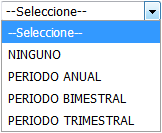 --Seleccione--
--Seleccione--
NINGUNO
PERIODO ANUAL
PERIODO BIMESTRAL
PERIODO TRIMESTRAL